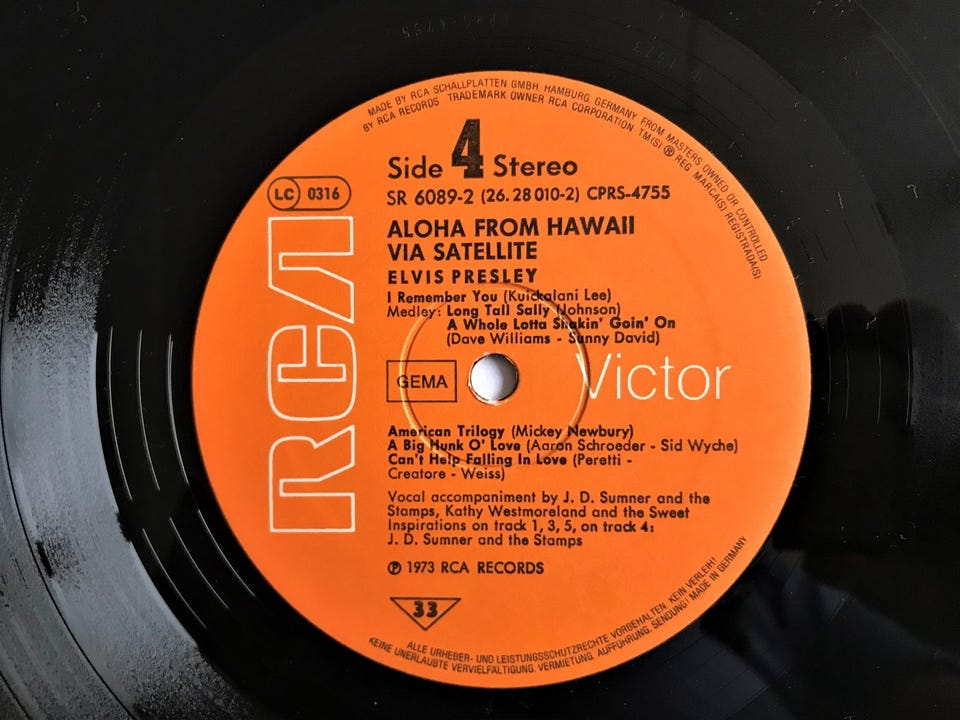 MADE BY RCA SCHALLPLATTEN GMBH, HAMBURG, GERMANY FROM MASTERS OWNED OR CONTROLLED
BY RCA RECORDS TRADEMARK OWNER RCA CORPORATION TM(S) ® REG MARCA(S) REGISTRADA(S)
Side 4 Stereo
LC 0316
SR 6089-2 (26.28010-2) CPRS-4755
ALOHA FROM HAWAII
VIA SATELLITE
ELVIS PRESLEY
I Remember You (Kuickalani Lee)
Medley: Long Tall Sally (Johnson)
A Whole Lotta Shakin' Goin' On
(Dave Williams - Sunny David)
RCA
GEMA
Victor
American Trilogy (Mickey Newbury)
A Big Hunk O' Love (Aaron Schroeder - Sid Wyche)
Can't Help Falling In Love (Peretti -
Creatore - Weiss)
Vocal accompaniment by J. D. Sumner and the
Stamps, Kathy Westmoreland and the Sweet
Inspirations on track 1, 3, 5, on track 4:
J. D. Sumner and the Stamps
℗ 1973 RCA RECORDS
33
ALLE URHEBER- UND LEISTUNGSSCHUTZRECHTE VORBEHALTEN KEIN VERLEIH!
KEINE UNERLAUBTE VERVIELFÄLTIGUNG, VERMIETUNG, AUFFÜHRUNG, SENDUNG! MADE IN GERMANY